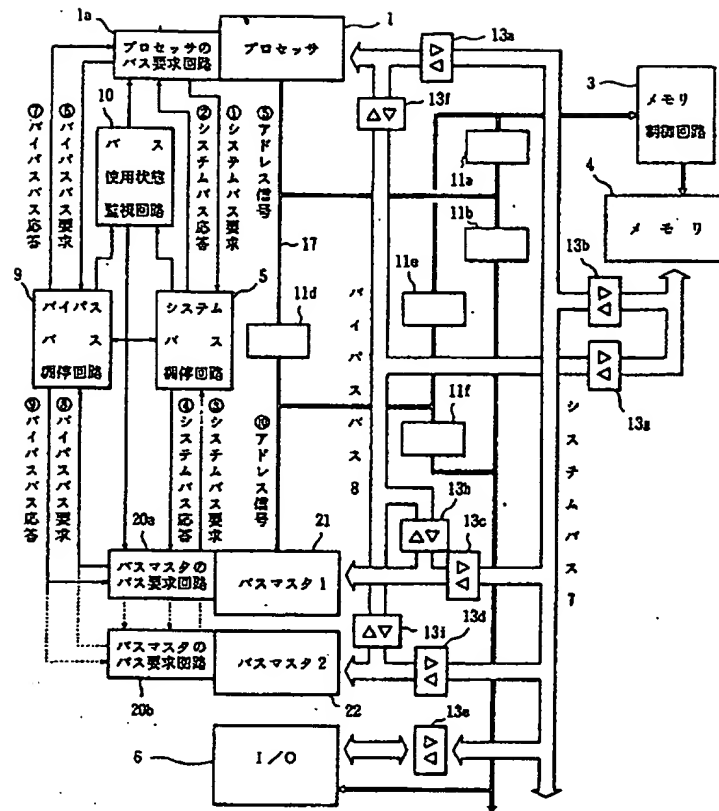 1a
プロセッサの
バス要求回路
プロセッサ
1
13a
10
バ ス
使用状態
監視回路
⑦バイパスバス応答
⑥バイパスバス要求
②システムバス応答
①システムバス要求
⑤アドレス信号
13f
11a
11b
3
メモリ
制御回路
4
メ モ リ
17
11e
13b
9
バイパス
バ ス
調停回路
5
システム
バ ス
調停回路
11d
バイパスバス
8
13g
11f
⑨バイパスバス応答
⑧バイパスバス要求
④システムバス応答
③システムバス要求
⑩アドレス信号
システムバス
7
20a
バスマスタの
バス要求回路
21
バスマスタ1
13b
13c
バスマスタの
バス要求回路
20b
バスマスタ2
22
13i
13d
6
I/O
13e